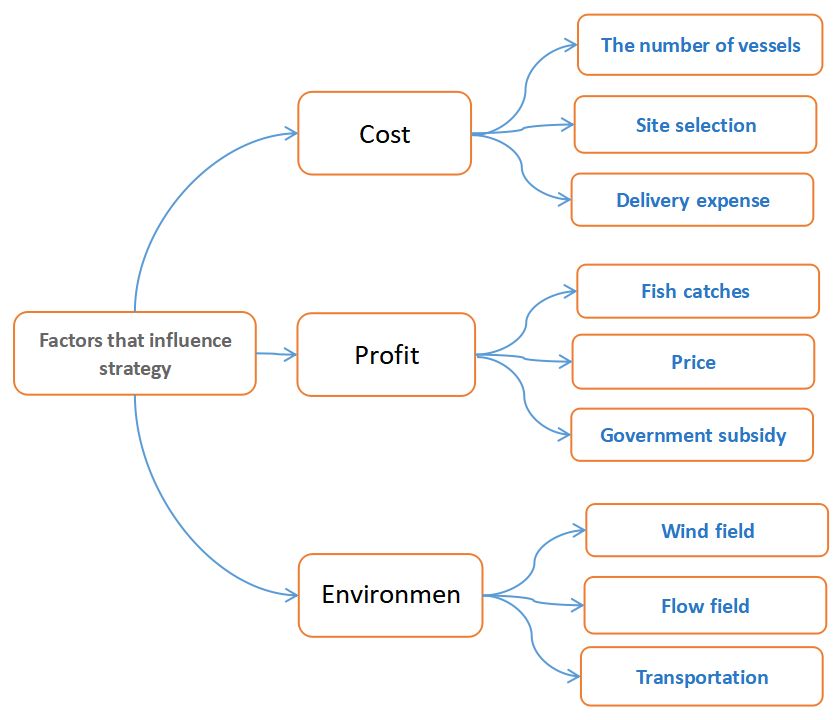 Factors that influence
strategy
Cost
The number of vessels
Site selection
Delivery expense
Profit
Fish catches
Price
Government subsidy
Environmen
Wind field
Flow field
Transportation